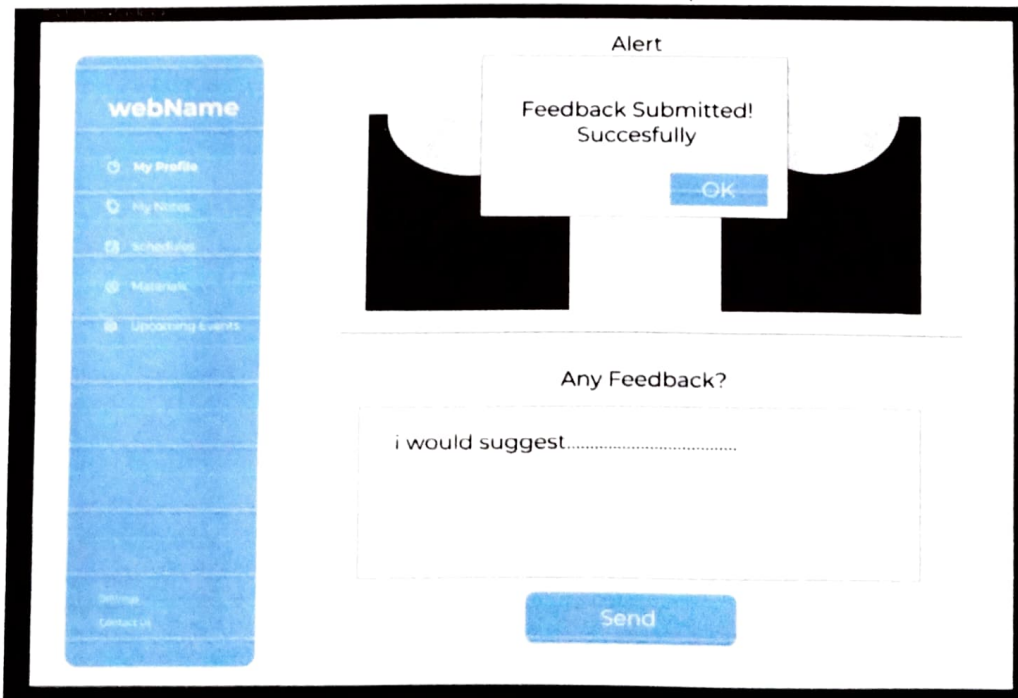 Alert
Feedback Submitted!
Succesfully
OK
webName
My Profile
My Notes
Schedules
Materials
Upcoming Events
Settings
Contact us
Any Feedback?
i would suggest....................................
Send